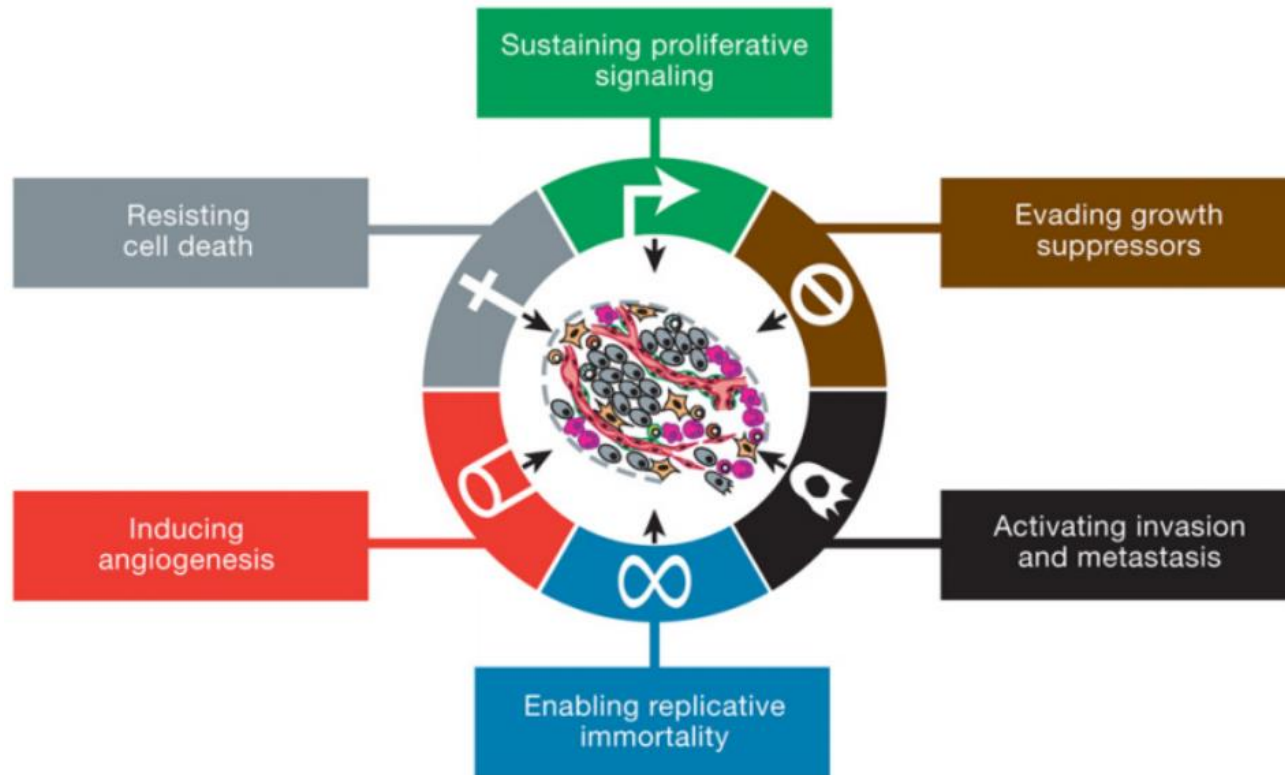 Sustaining proliferative
signaling
Resisting
cell death
Evading growth
suppressors
Inducing
angiogenesis
Activating invasion
and metastasis
Enabling replicative
immortality